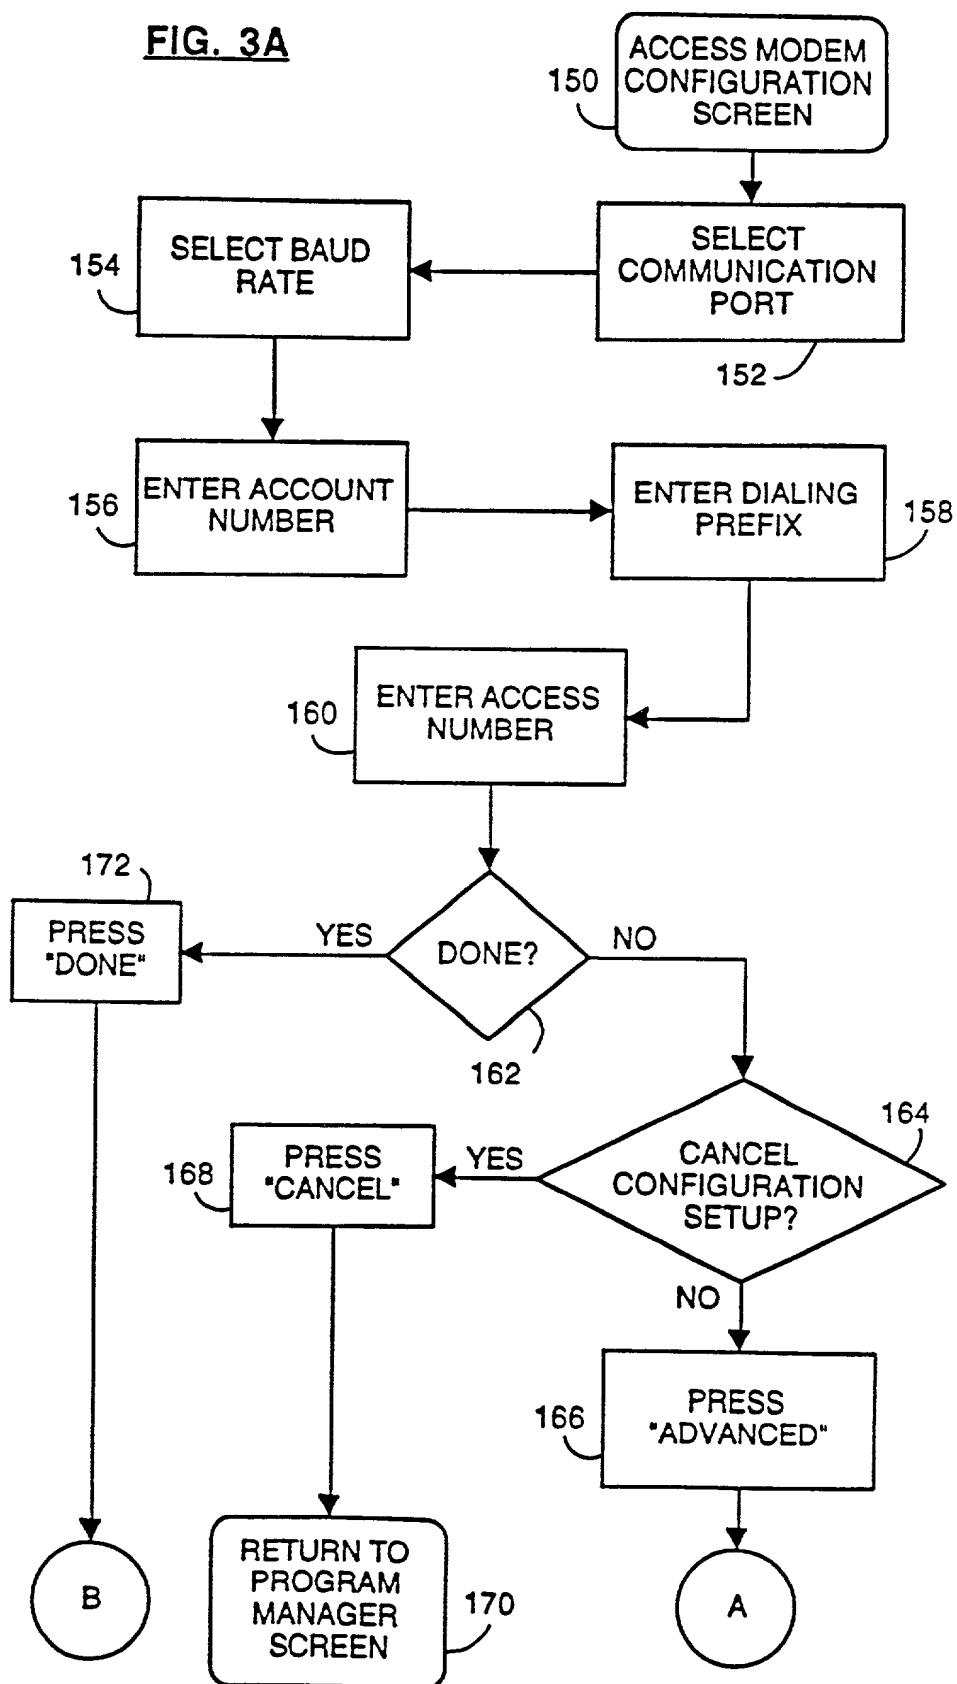 FIG. 3A
ACCESS MODEM
CONFIGURATION
SCREEN
150
SELECT
COMMUNICATION
PORT
152
SELECT BAUD
RATE
154
ENTER ACCOUNT
NUMBER
156
ENTER DIALING
PREFIX
158
ENTER ACCESS
NUMBER
160
DONE?
162
YES
NO
172
PRESS
"DONE"
164
CANCEL
CONFIGURATION
SETUP?
YES
NO
168
PRESS
"CANCEL"
166
PRESS
"ADVANCED"
B
RETURN TO
PROGRAM
MANAGER
SCREEN
170
A